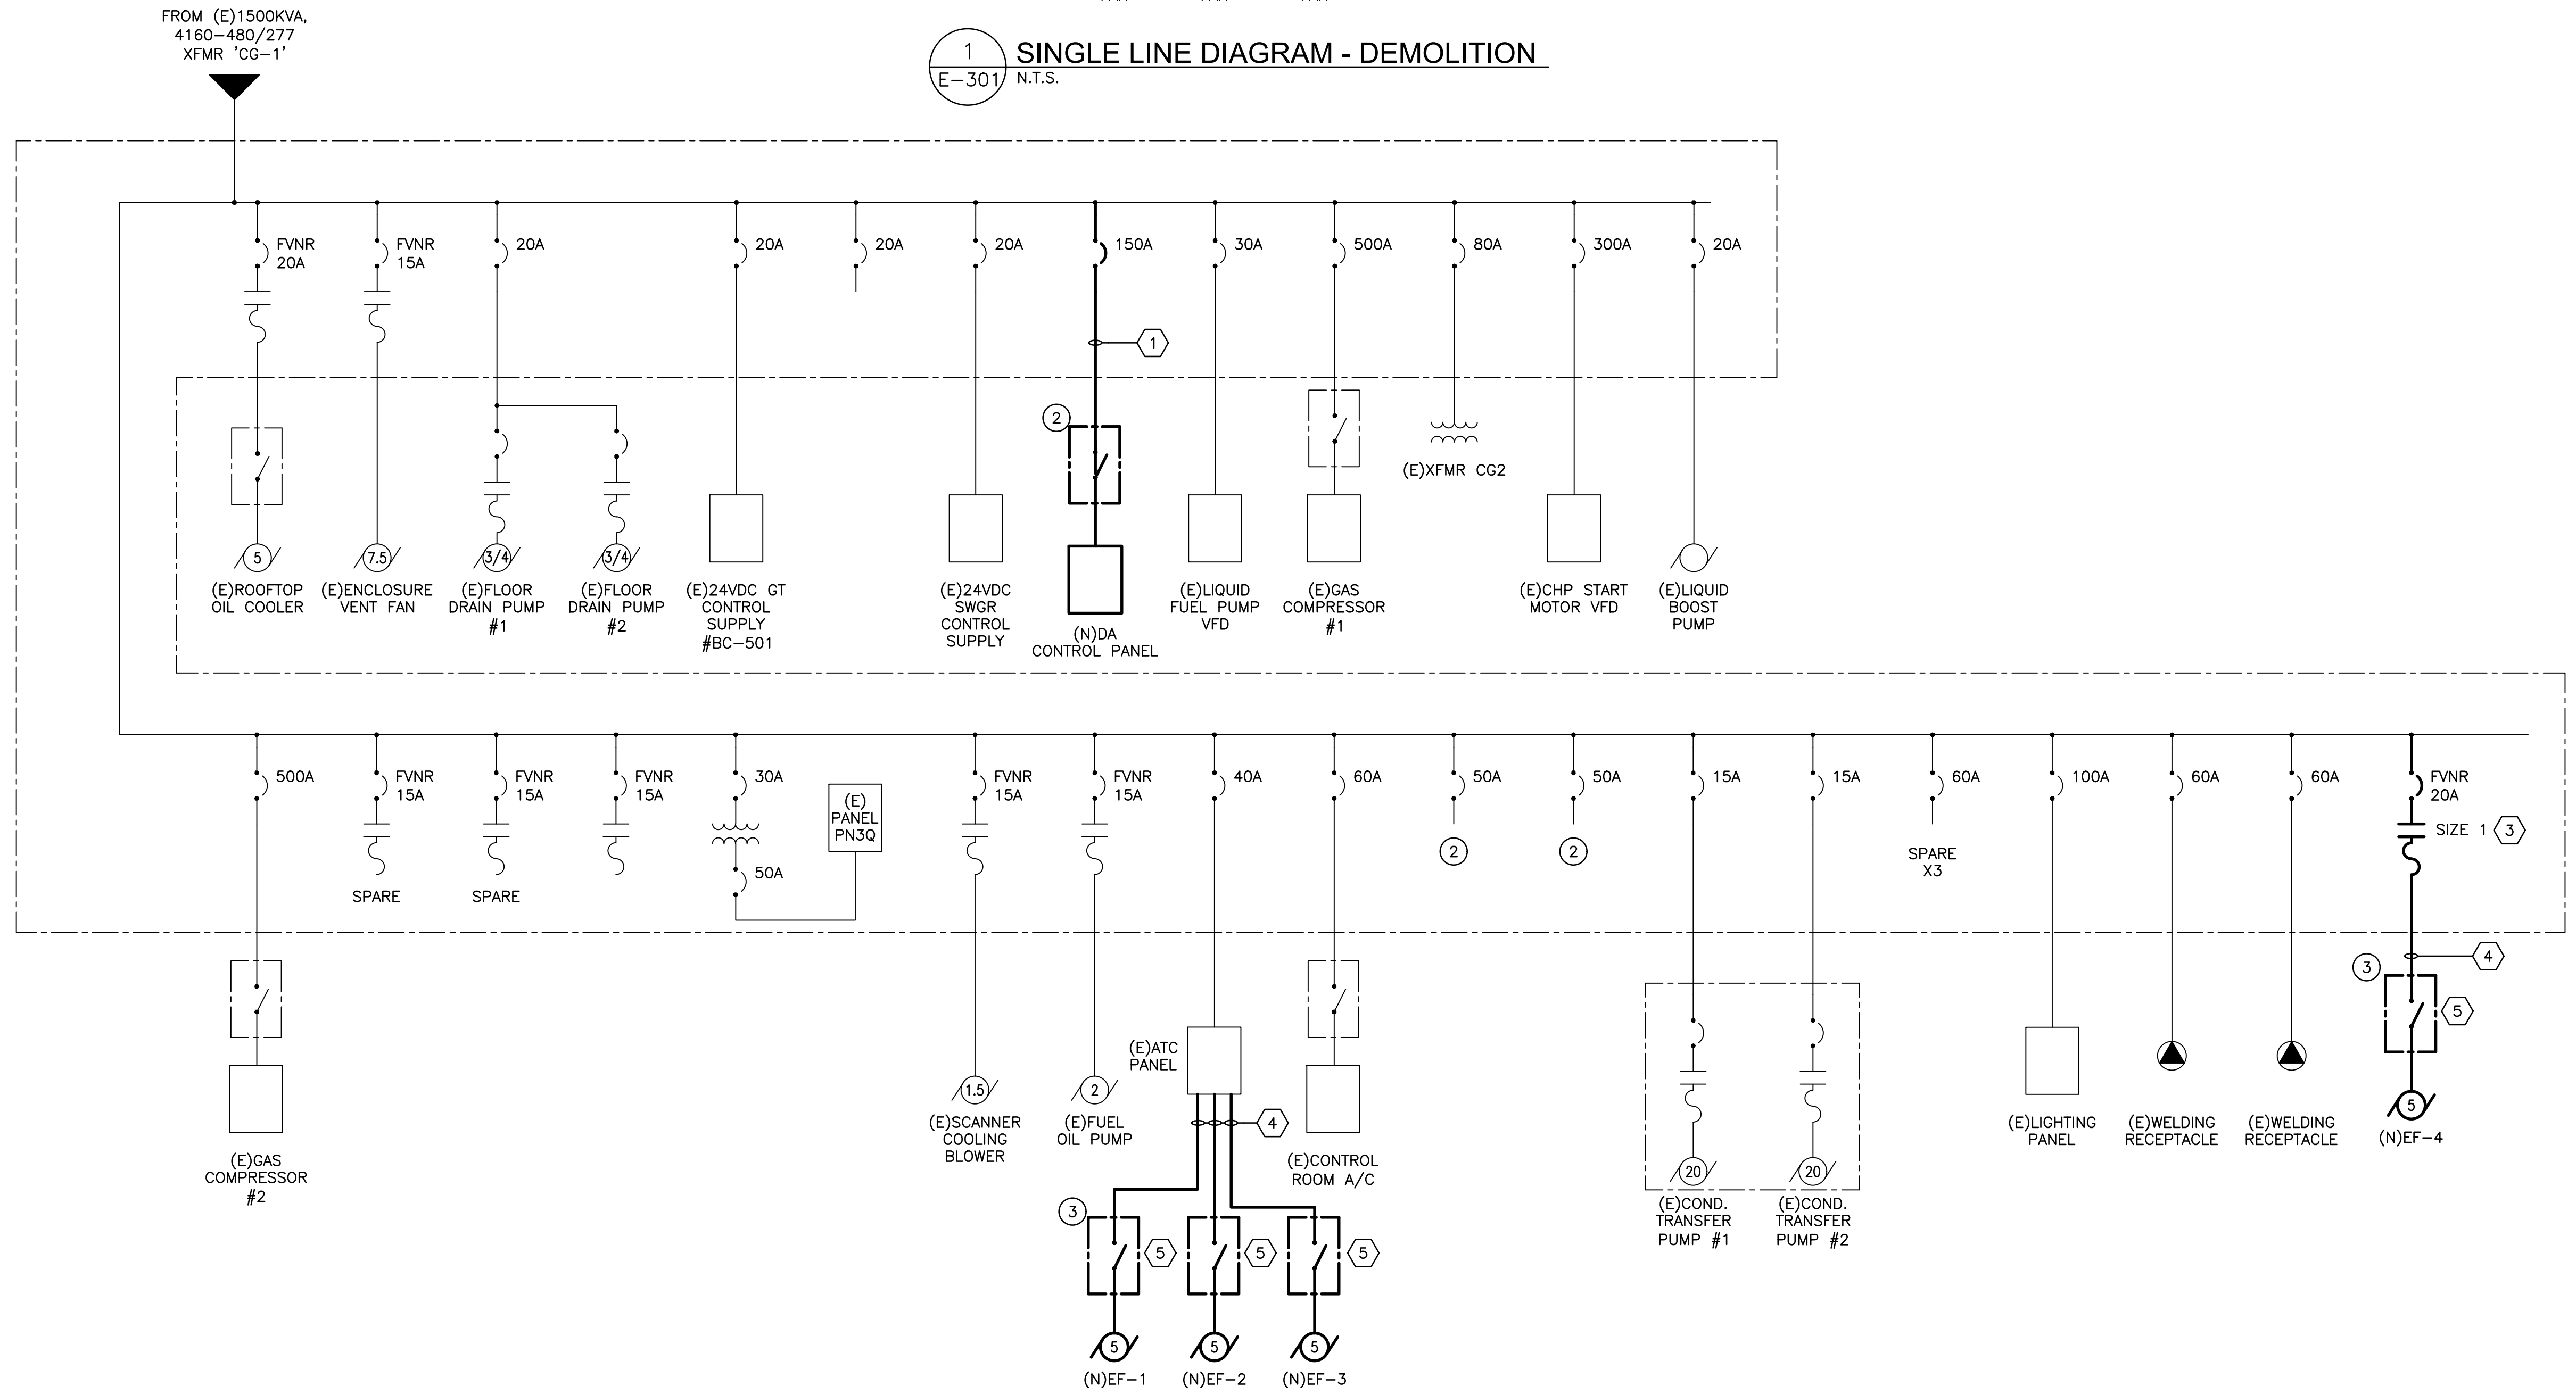 FROM (E)1500KVA,
4160-480/277
XFMR 'CG-1'
1
E-301
SINGLE LINE DIAGRAM - DEMOLITION
N.T.S.
FVNR
20A
FVNR
15A
20A
20A
20A
20A
150A
30A
500A
80A
300A
20A
1
2
5
7.5
3/4
3/4
(E)ROOFTOP
OIL COOLER
(E)ENCLOSURE
VENT FAN
(E)FLOOR
DRAIN PUMP
#1
(E)FLOOR
DRAIN PUMP
#2
(E)24VDC GT
CONTROL
SUPPLY
#BC-501
(E)24VDC
SWGR
CONTROL
SUPPLY
(N)DA
CONTROL PANEL
(E)LIQUID
FUEL PUMP
VFD
(E)GAS
COMPRESSOR
#1
(E)XFMR CG2
(E)CHP START
MOTOR VFD
(E)LIQUID
BOOST
PUMP
500A
FVNR
15A
SPARE
FVNR
15A
SPARE
FVNR
15A
30A
50A
(E)
PANEL
PN3Q
FVNR
15A
FVNR
15A
40A
60A
50A
2
50A
2
15A
15A
60A
SPARE
X3
100A
60A
60A
FVNR
20A
SIZE 1
3
4
3
5
5
(N)EF-4
(E)GAS
COMPRESSOR
#2
1.5
(E)SCANNER
COOLING
BLOWER
2
(E)FUEL
OIL PUMP
(E)ATC
PANEL
4
(E)CONTROL
ROOM A/C
20
(E)COND.
TRANSFER
PUMP #1
20
(E)COND.
TRANSFER
PUMP #2
(E)LIGHTING
PANEL
(E)WELDING
RECEPTACLE
(E)WELDING
RECEPTACLE
3
5
5
5
5
5
5
(N)EF-1
(N)EF-2
(N)EF-3